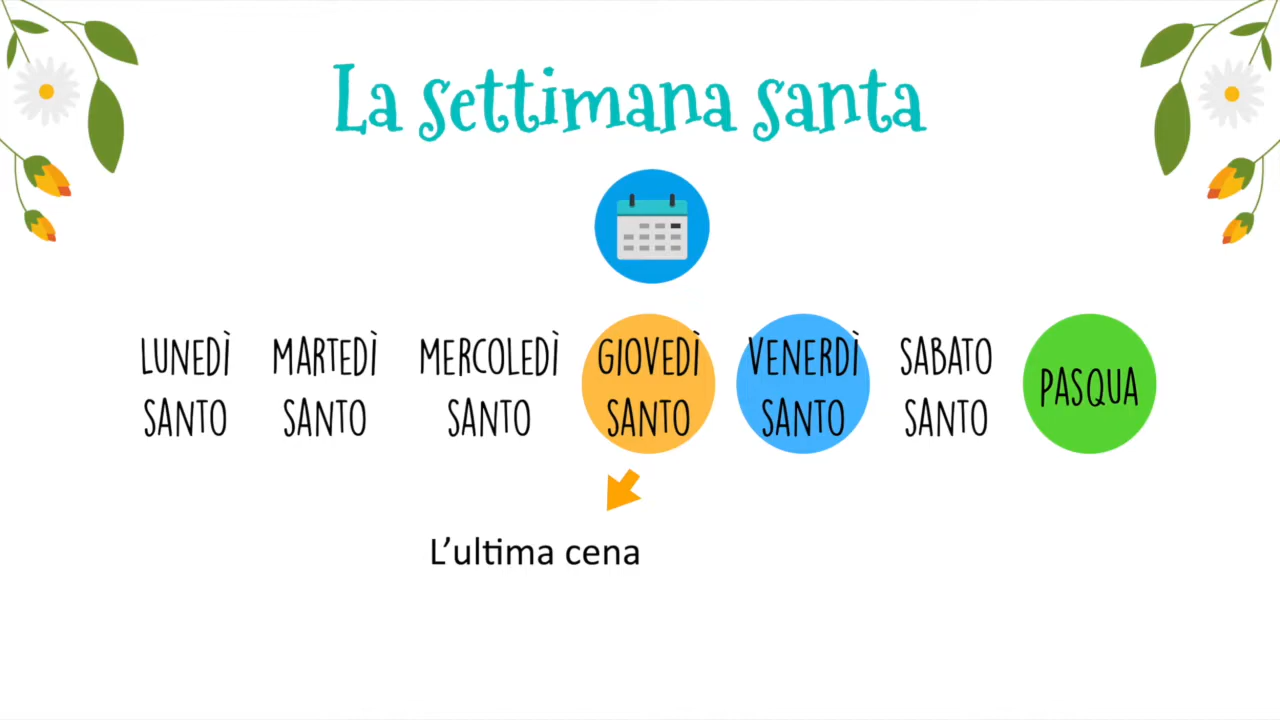 La settimana santa
LUNEDÌ MARTEDÌ MERCOLEDÌ GIOVEDÌ VENERDÌ SABATO
SANTO SANTO SANTO SANTO SANTO SANTO
PASQUA
L'ultima cena